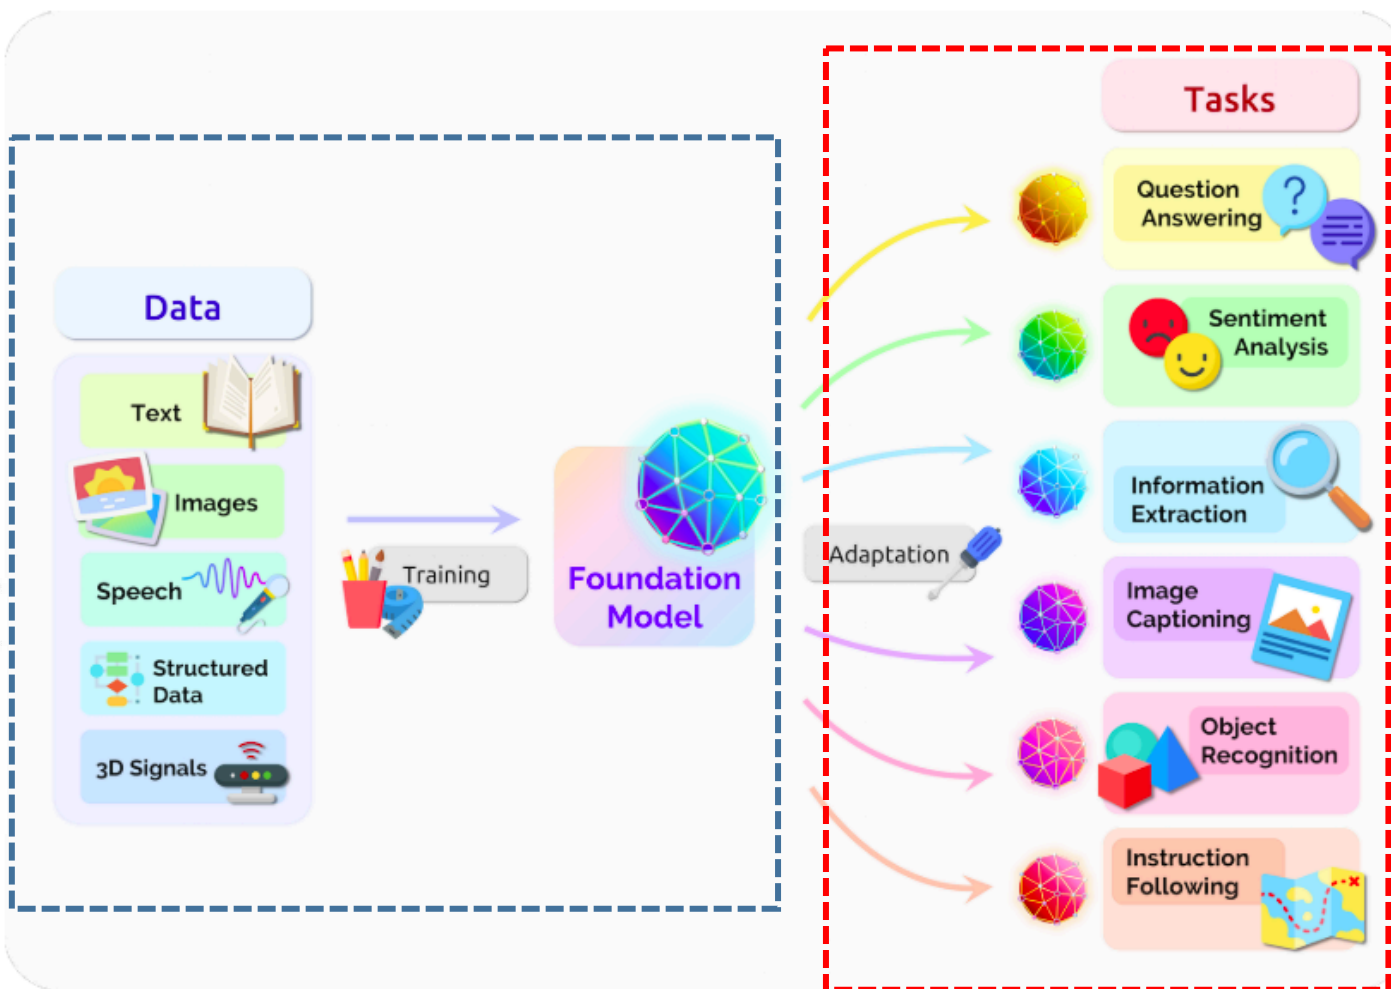 Data
Text
Images
Speech
Structured
Data
3D Signals
Training
Foundation
Model
Adaptation
Tasks
Question
Answering
?
Sentiment
Analysis
Information
Extraction
Image
Captioning
Object
Recognition
Instruction
Following